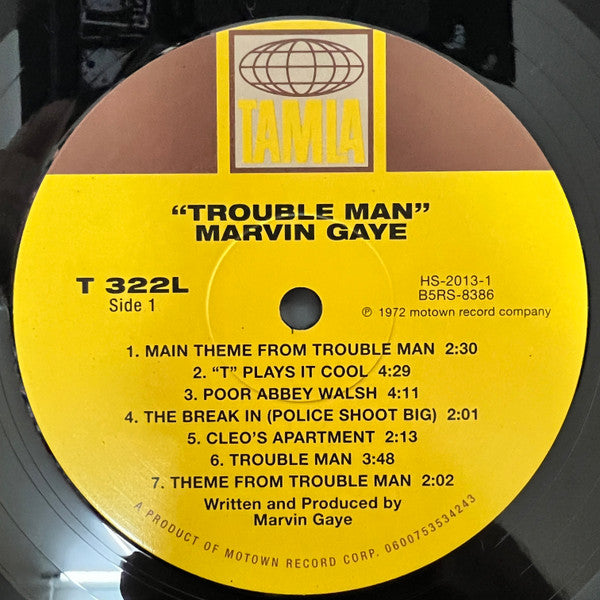 TAMLA
“TROUBLE MAN”
MARVIN GAYE
T 322L
Side 1
HS-2013-1
B5RS-8386
℗ 1972 motown record company
1. MAIN THEME FROM TROUBLE MAN 2:30
2. “T” PLAYS IT COOL 4:29
3. POOR ABBEY WALSH 4:11
4. THE BREAK IN (POLICE SHOOT BIG) 2:01
5. CLEO’S APARTMENT 2:13
6. TROUBLE MAN 3:48
7. THEME FROM TROUBLE MAN 2:02
Written and Produced by
Marvin Gaye
A PRODUCT OF MOTOWN RECORD CORP. 0600753534243